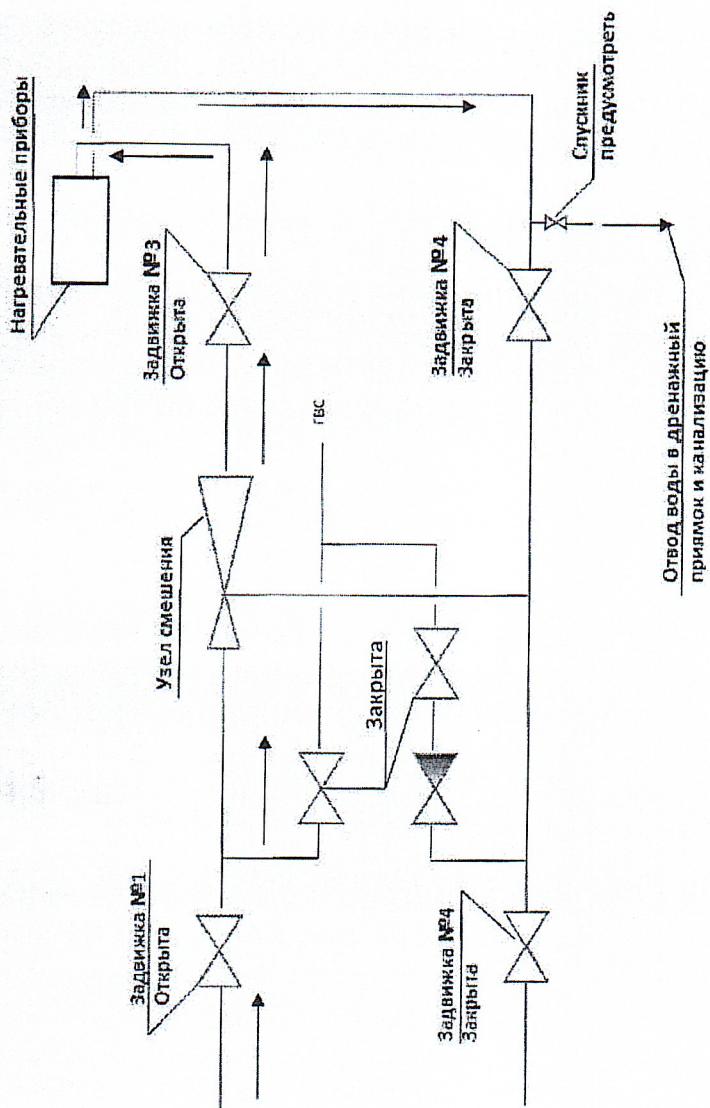 Нагревательные приборы
Задвижка №3
Открыта
Узел смешения
Задвижка №1
Открыта
ГВС
Закрыта
Задвижка №4
Закрыта
Спускник
предусмотреть
Задвижка №4
Закрыта
Отвод воды в дренажный
приямок и канализацию